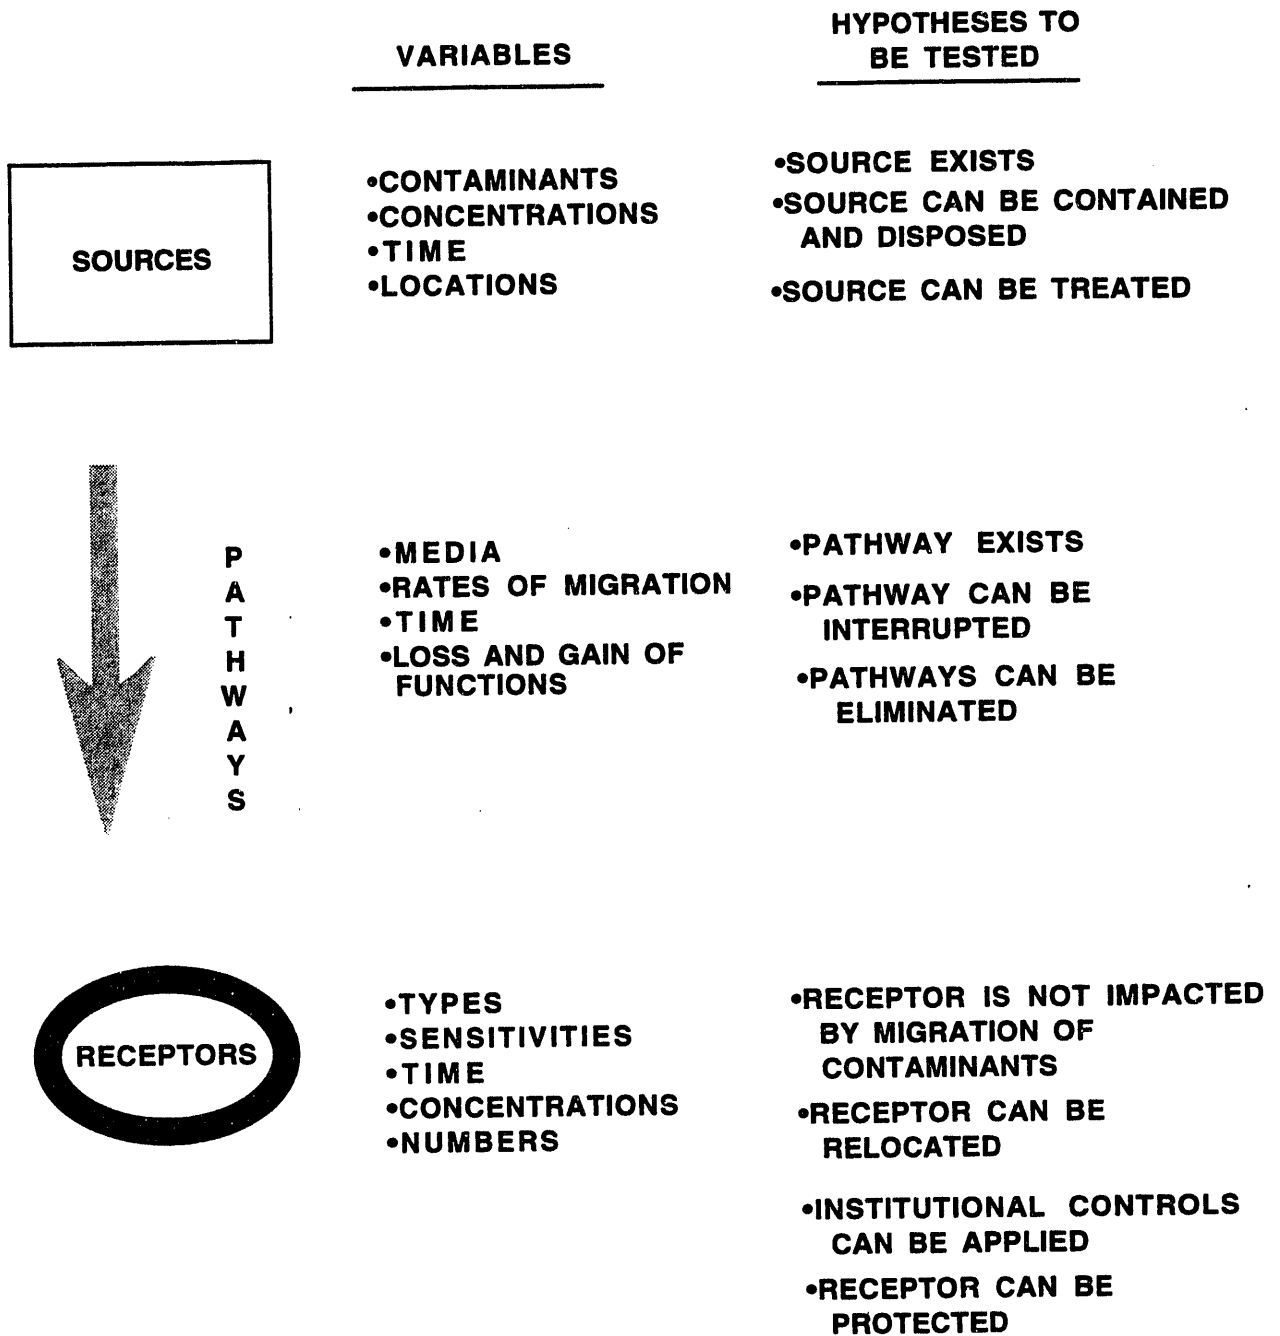 VARIABLES
HYPOTHESES TO
BE TESTED
SOURCES
•CONTAMINANTS
•CONCENTRATIONS
•TIME
•LOCATIONS
•SOURCE EXISTS
•SOURCE CAN BE CONTAINED
AND DISPOSED
•SOURCE CAN BE TREATED
P
A
T
H
W
A
Y
S
•MEDIA
•RATES OF MIGRATION
•TIME
•LOSS AND GAIN OF
FUNCTIONS
•PATHWAY EXISTS
•PATHWAY CAN BE
INTERRUPTED
•PATHWAYS CAN BE
ELIMINATED
RECEPTORS
•TYPES
•SENSITIVITIES
•TIME
•CONCENTRATIONS
•NUMBERS
•RECEPTOR IS NOT IMPACTED
BY MIGRATION OF
CONTAMINANTS
•RECEPTOR CAN BE
RELOCATED
•INSTITUTIONAL CONTROLS
CAN BE APPLIED
•RECEPTOR CAN BE
PROTECTED